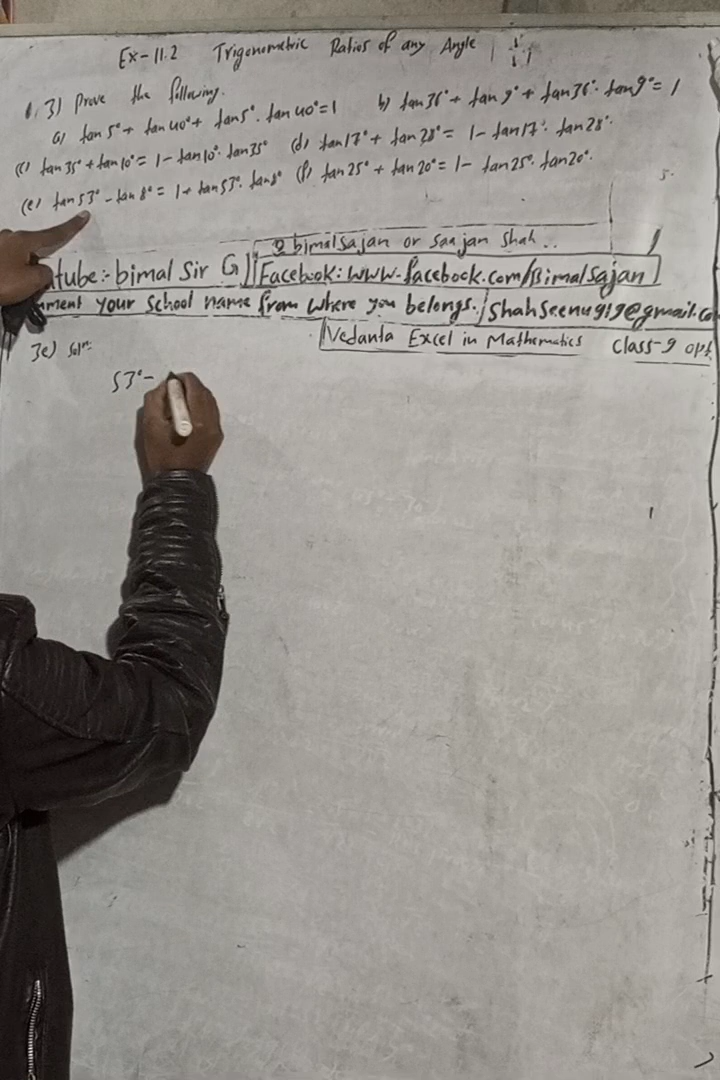 Ex-11.2 Trigonometric Ratios of any Angle
3) Prove the following.
a) tan 5° + tan 40° + tan 5°. tan 40° = 1 b) tan 36° + tan 9° + tan 36°. tan 9° = 1
(c) tan 35° + tan 10° = 1 - tan 10°. tan 35° (d) tan 17° + tan 28° = 1 - tan 17°. tan 28°.
(e) tan 53° - tan 8° = 1 + tan 53°. tan 8° (f) tan 25° + tan 20° = 1 - tan 25°. tan 20°.
bimalsajan or Saajan Shah..
utube:- bimal Sir G Facebook: www.facebook.com/Bimalsajan
mment your School name from where you belongs. Shahseenu919@gmail.co
Vedanta Excel in Mathematics Class-9 opt
3e) Solⁿ:
53° -